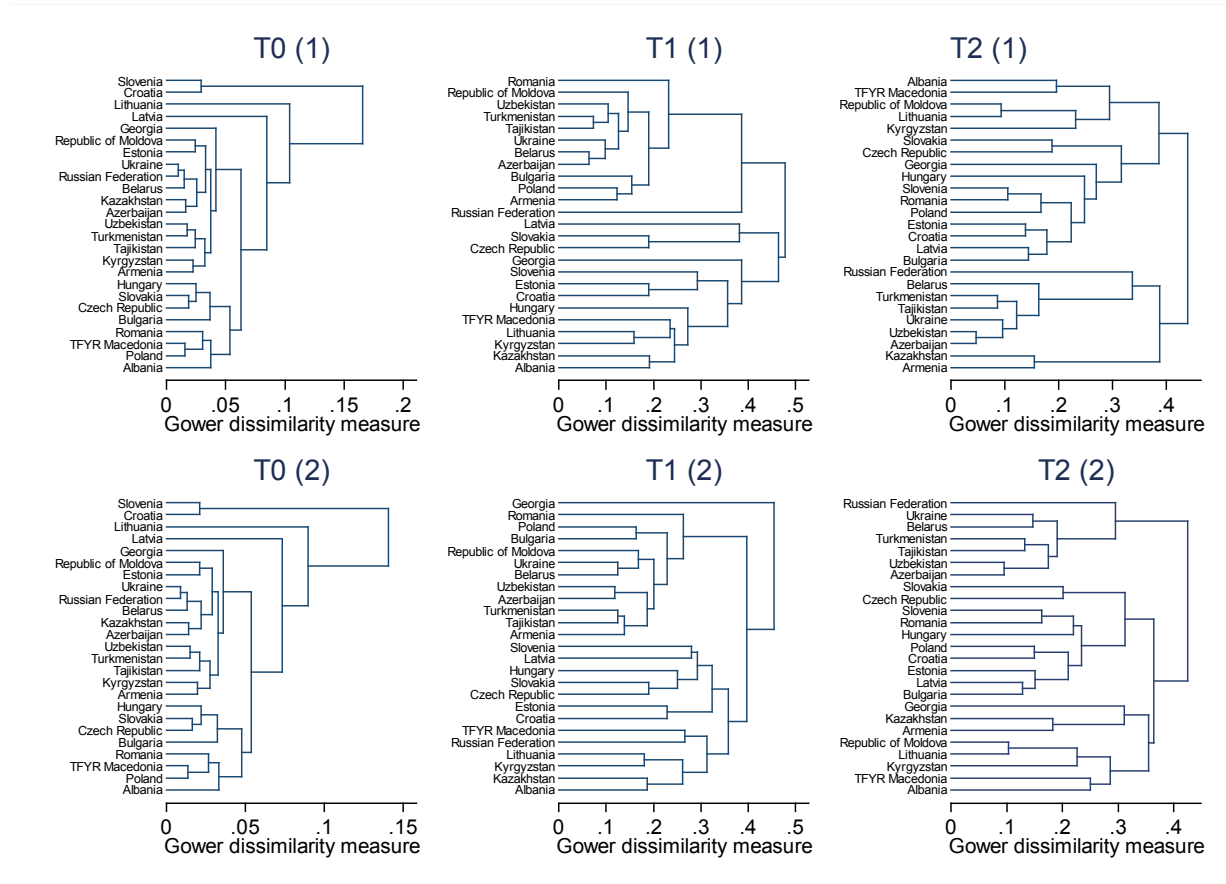 T0 (1)
Slovenia
Croatia
Lithuania
Latvia
Georgia
Republic of Moldova
Estonia
Ukraine
Russian Federation
Belarus
Kazakhstan
Azerbaijan
Uzbekistan
Turkmenistan
Tajikistan
Kyrgyzstan
Armenia
Hungary
Slovakia
Czech Republic
Bulgaria
Romania
TFYR Macedonia
Poland
Albania
0 .05 .1 .15 .2
Gower dissimilarity measure
T1 (1)
Romania
Republic of Moldova
Uzbekistan
Turkmenistan
Tajikistan
Ukraine
Belarus
Azerbaijan
Bulgaria
Poland
Armenia
Russian Federation
Latvia
Slovakia
Czech Republic
Georgia
Slovenia
Estonia
Croatia
Hungary
TFYR Macedonia
Lithuania
Kyrgyzstan
Kazakhstan
Albania
0 .1 .2 .3 .4 .5
Gower dissimilarity measure
T2 (1)
Albania
TFYR Macedonia
Republic of Moldova
Lithuania
Kyrgyzstan
Slovakia
Czech Republic
Georgia
Hungary
Slovenia
Romania
Poland
Estonia
Croatia
Latvia
Bulgaria
Russian Federation
Belarus
Turkmenistan
Tajikistan
Ukraine
Uzbekistan
Azerbaijan
Kazakhstan
Armenia
0 .1 .2 .3 .4
Gower dissimilarity measure
T0 (2)
Slovenia
Croatia
Lithuania
Latvia
Georgia
Republic of Moldova
Estonia
Ukraine
Russian Federation
Belarus
Kazakhstan
Azerbaijan
Uzbekistan
Turkmenistan
Tajikistan
Kyrgyzstan
Armenia
Hungary
Slovakia
Czech Republic
Bulgaria
Romania
TFYR Macedonia
Poland
Albania
0 .05 .1 .15
Gower dissimilarity measure
T1 (2)
Georgia
Romania
Poland
Bulgaria
Republic of Moldova
Ukraine
Belarus
Uzbekistan
Azerbaijan
Turkmenistan
Tajikistan
Armenia
Slovenia
Latvia
Hungary
Slovakia
Czech Republic
Estonia
Croatia
TFYR Macedonia
Russian Federation
Lithuania
Kyrgyzstan
Kazakhstan
Albania
0 .1 .2 .3 .4 .5
Gower dissimilarity measure
T2 (2)
Russian Federation
Ukraine
Belarus
Turkmenistan
Tajikistan
Uzbekistan
Azerbaijan
Slovakia
Czech Republic
Slovenia
Romania
Hungary
Poland
Croatia
Estonia
Latvia
Bulgaria
Georgia
Kazakhstan
Armenia
Republic of Moldova
Lithuania
Kyrgyzstan
TFYR Macedonia
Albania
0 .1 .2 .3 .4
Gower dissimilarity measure